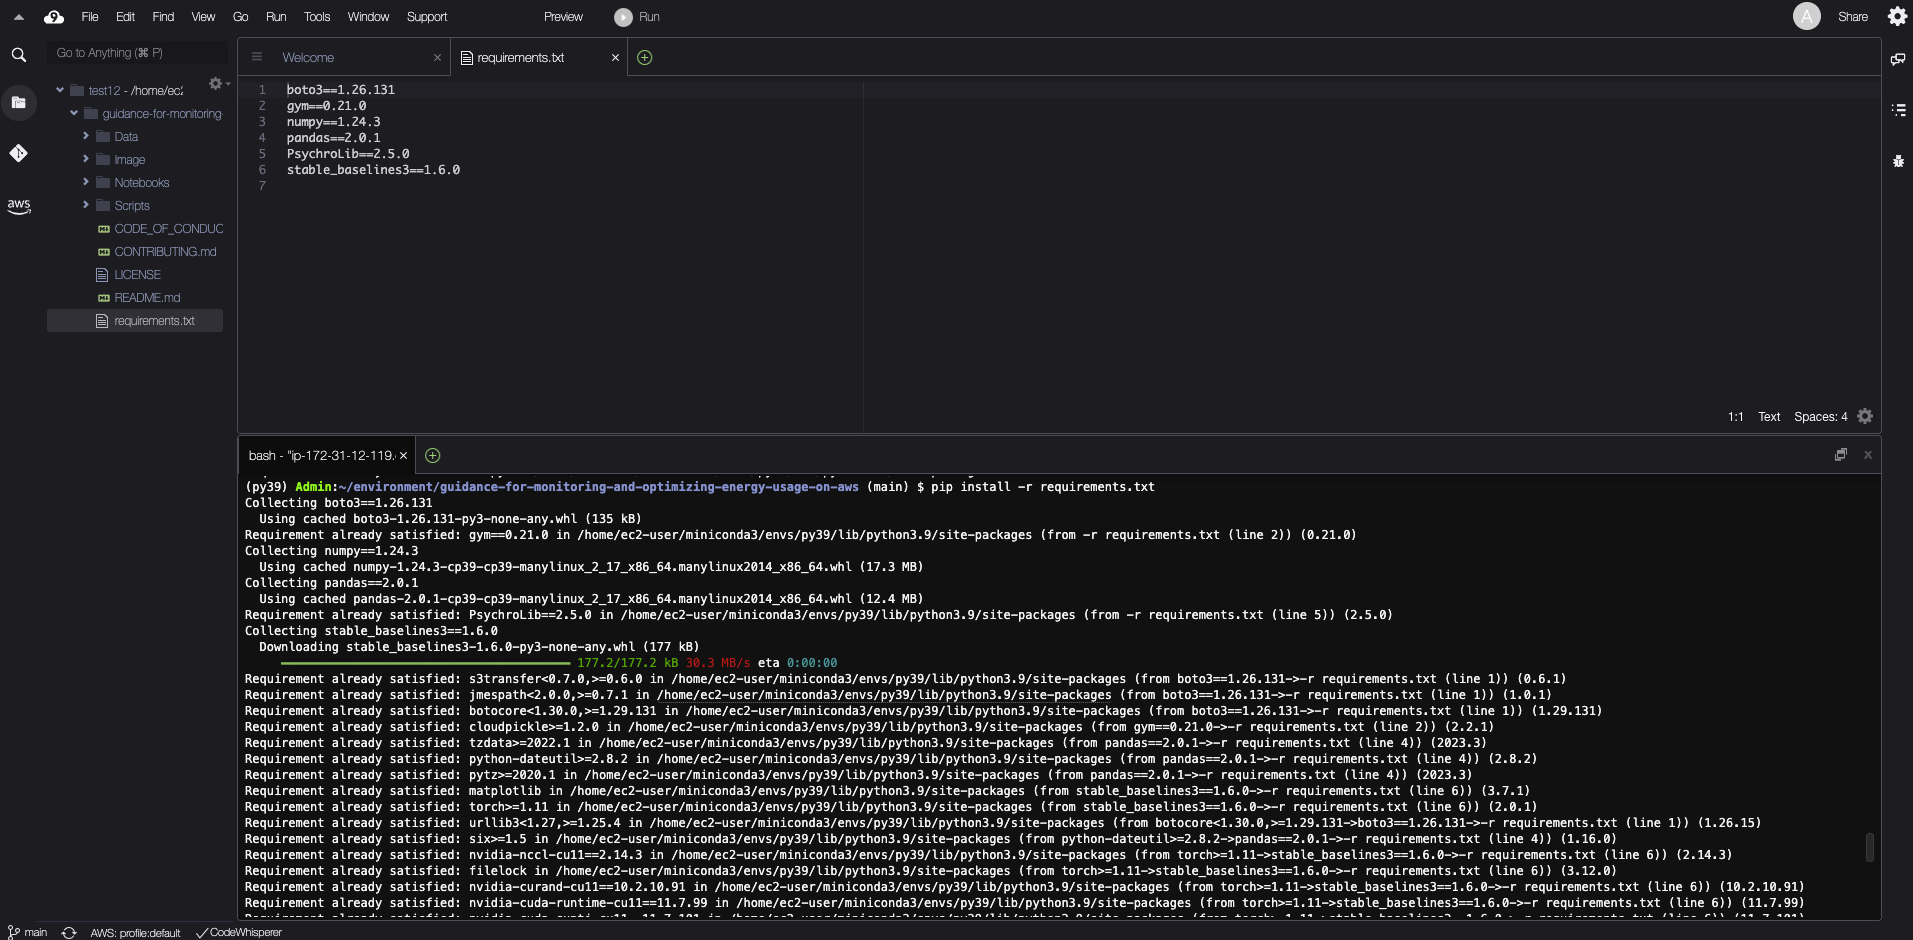 File Edit Find View Go Run Tools Window Support Preview Run A Share
Go to Anything (⌘ P)
test12 - /home/ec2
guidance-for-monitoring-
Data
Image
Notebooks
Scripts
CODE_OF_CONDUC
CONTRIBUTING.md
LICENSE
README.md
requirements.txt
aws
Welcome
requirements.txt
1 boto3==1.26.131
2 gym==0.21.0
3 numpy==1.24.3
4 pandas==2.0.1
5 PsychroLib==2.5.0
6 stable_baselines3==1.6.0
7
1:1 Text Spaces: 4
bash - "ip-172-31-12-119.
(py39) Admin:~/environment/guidance-for-monitoring-and-optimizing-energy-usage-on-aws (main) $ pip install -r requirements.txt
Collecting boto3==1.26.131
Using cached boto3-1.26.131-py3-none-any.whl (135 kB)
Requirement already satisfied: gym==0.21.0 in /home/ec2-user/miniconda3/envs/py39/lib/python3.9/site-packages (from -r requirements.txt (line 2)) (0.21.0)
Collecting numpy==1.24.3
Using cached numpy-1.24.3-cp39-cp39-manylinux_2_17_x86_64.manylinux2014_x86_64.whl (17.3 MB)
Collecting pandas==2.0.1
Using cached pandas-2.0.1-cp39-cp39-manylinux_2_17_x86_64.manylinux2014_x86_64.whl (12.4 MB)
Requirement already satisfied: PsychroLib==2.5.0 in /home/ec2-user/miniconda3/envs/py39/lib/python3.9/site-packages (from -r requirements.txt (line 5)) (2.5.0)
Collecting stable_baselines3==1.6.0
Downloading stable_baselines3-1.6.0-py3-none-any.whl (177 kB)
177.2/177.2 kB 30.3 MB/s eta 0:00:00
Requirement already satisfied: s3transfer<0.7.0,>=0.6.0 in /home/ec2-user/miniconda3/envs/py39/lib/python3.9/site-packages (from boto3==1.26.131->-r requirements.txt (line 1)) (0.6.1)
Requirement already satisfied: jmespath<2.0.0,>=0.7.1 in /home/ec2-user/miniconda3/envs/py39/lib/python3.9/site-packages (from boto3==1.26.131->-r requirements.txt (line 1)) (1.0.1)
Requirement already satisfied: botocore<1.30.0,>=1.29.131 in /home/ec2-user/miniconda3/envs/py39/lib/python3.9/site-packages (from boto3==1.26.131->-r requirements.txt (line 1)) (1.29.131)
Requirement already satisfied: cloudpickle>=1.2.0 in /home/ec2-user/miniconda3/envs/py39/lib/python3.9/site-packages (from gym==0.21.0->-r requirements.txt (line 2)) (2.2.1)
Requirement already satisfied: tzdata>=2022.1 in /home/ec2-user/miniconda3/envs/py39/lib/python3.9/site-packages (from pandas==2.0.1->-r requirements.txt (line 4)) (2023.3)
Requirement already satisfied: python-dateutil>=2.8.2 in /home/ec2-user/miniconda3/envs/py39/lib/python3.9/site-packages (from pandas==2.0.1->-r requirements.txt (line 4)) (2.8.2)
Requirement already satisfied: pytz>=2020.1 in /home/ec2-user/miniconda3/envs/py39/lib/python3.9/site-packages (from pandas==2.0.1->-r requirements.txt (line 4)) (2023.3)
Requirement already satisfied: matplotlib in /home/ec2-user/miniconda3/envs/py39/lib/python3.9/site-packages (from stable_baselines3==1.6.0->-r requirements.txt (line 6)) (3.7.1)
Requirement already satisfied: torch>=1.11 in /home/ec2-user/miniconda3/envs/py39/lib/python3.9/site-packages (from stable_baselines3==1.6.0->-r requirements.txt (line 6)) (2.0.1)
Requirement already satisfied: urllib3<1.27,>=1.25.4 in /home/ec2-user/miniconda3/envs/py39/lib/python3.9/site-packages (from botocore<1.30.0,>=1.29.131->boto3==1.26.131->-r requirements.txt (line 1)) (1.26.15)
Requirement already satisfied: six>=1.5 in /home/ec2-user/miniconda3/envs/py39/lib/python3.9/site-packages (from python-dateutil>=2.8.2->pandas==2.0.1->-r requirements.txt (line 4)) (1.16.0)
Requirement already satisfied: nvidia-nccl-cu11==2.14.3 in /home/ec2-user/miniconda3/envs/py39/lib/python3.9/site-packages (from torch>=1.11->stable_baselines3==1.6.0->-r requirements.txt (line 6)) (2.14.3)
Requirement already satisfied: filelock in /home/ec2-user/miniconda3/envs/py39/lib/python3.9/site-packages (from torch>=1.11->stable_baselines3==1.6.0->-r requirements.txt (line 6)) (3.12.0)
Requirement already satisfied: nvidia-curand-cu11==10.2.10.91 in /home/ec2-user/miniconda3/envs/py39/lib/python3.9/site-packages (from torch>=1.11->stable_baselines3==1.6.0->-r requirements.txt (line 6)) (10.2.10.91)
Requirement already satisfied: nvidia-cuda-runtime-cu11==11.7.99 in /home/ec2-user/miniconda3/envs/py39/lib/python3.9/site-packages (from torch>=1.11->stable_baselines3==1.6.0->-r requirements.txt (line 6)) (11.7.99)
main AWS: profile:default CodeWhisperer